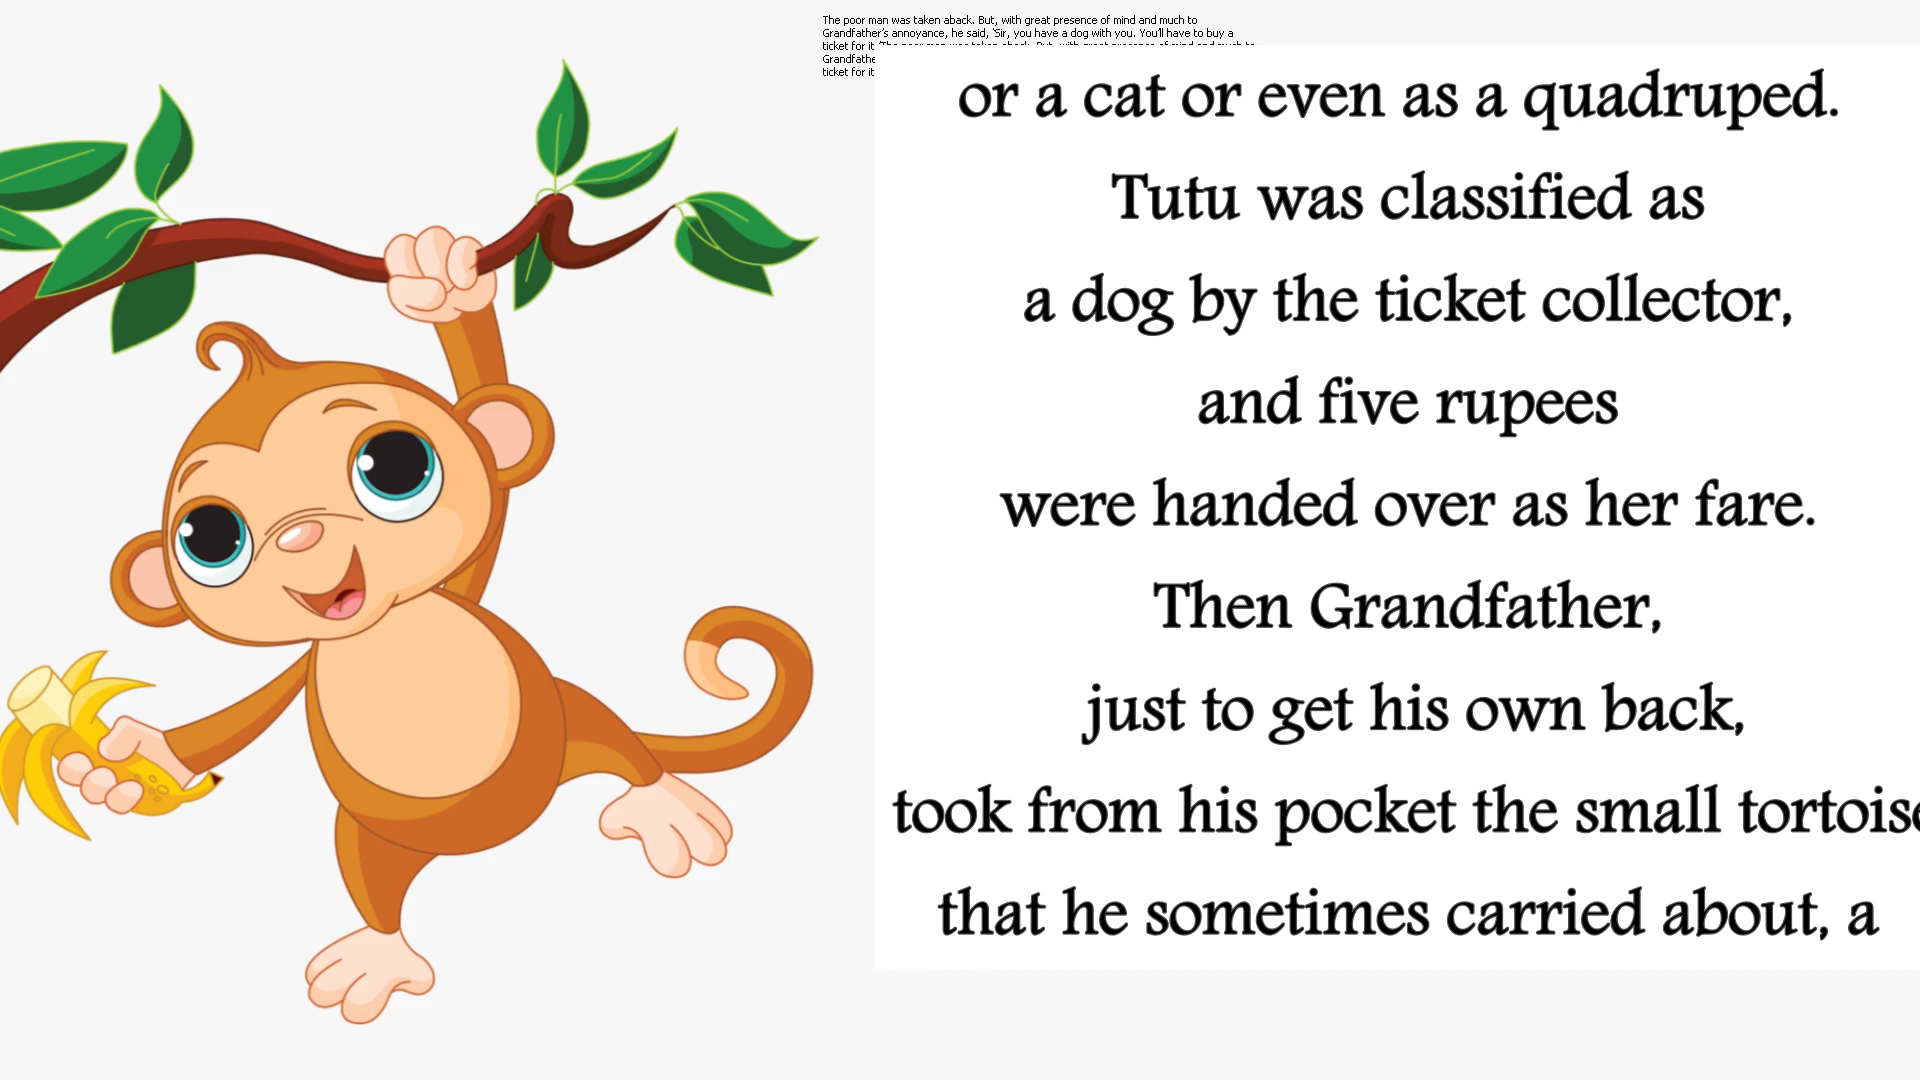 The poor man was taken aback. But, with great presence of mind and much to
Grandfather's annoyance, he said, 'Sir, you have a dog with you. You'll have to buy a
ticket for it
Grandfathe
ticket for it
or a cat or even as a quadruped.
Tutu was classified as
a dog by the ticket collector,
and five rupees
were handed over as her fare.
Then Grandfather,
just to get his own back,
took from his pocket the small tortoise
that he sometimes carried about, a